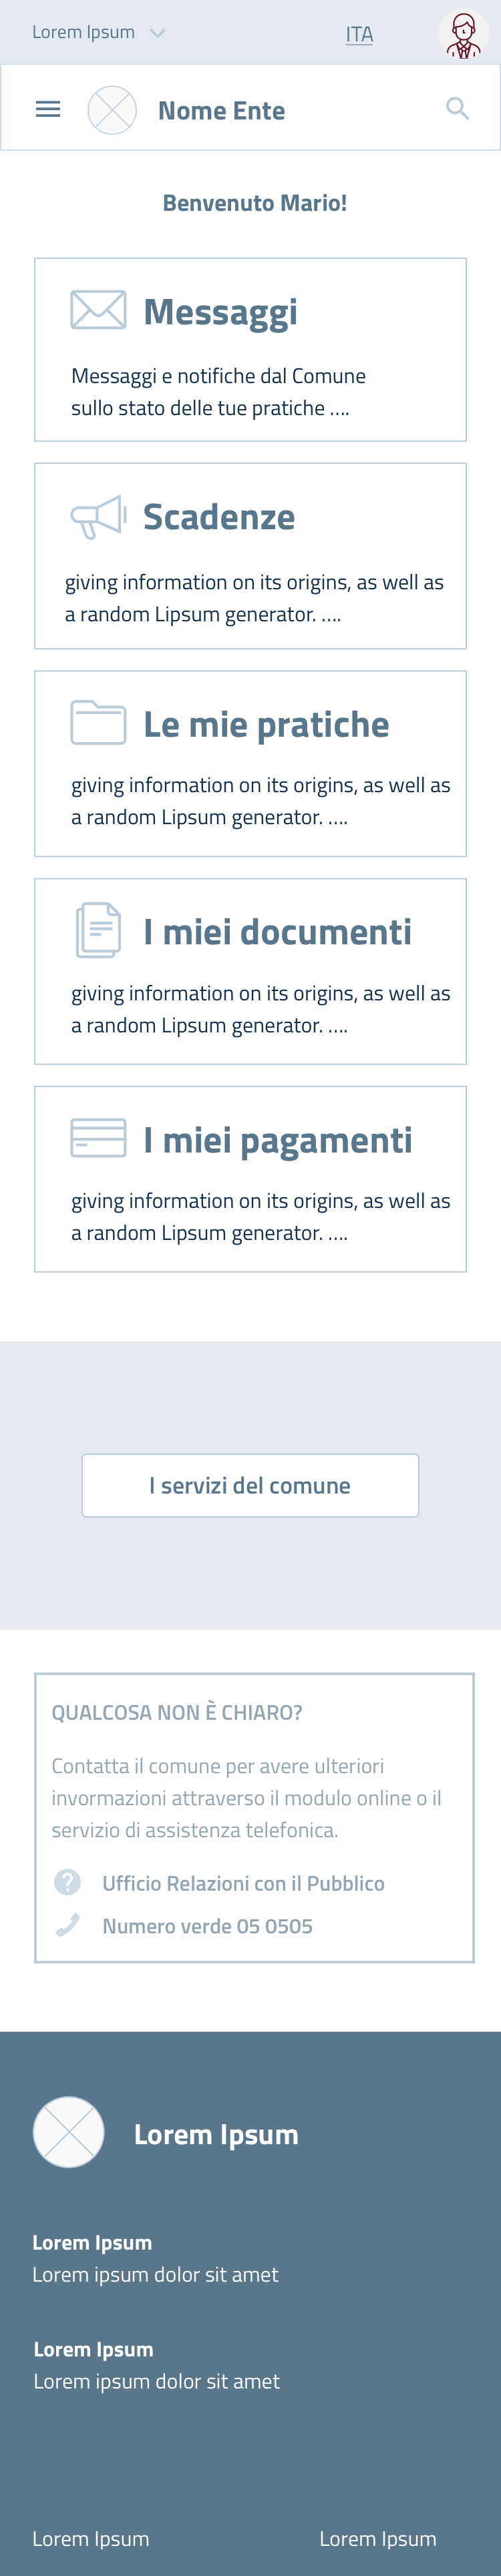 Lorem Ipsum
ITA
Nome Ente
Benvenuto Mario!
Messaggi
Messaggi e notifiche dal Comune
sullo stato delle tue pratiche ....
Scadenze
giving information on its origins, as well as
a random Lipsum generator. ....
Le mie pratiche
giving information on its origins, as well as
a random Lipsum generator. ....
I miei documenti
giving information on its origins, as well as
a random Lipsum generator. ....
I miei pagamenti
giving information on its origins, as well as
a random Lipsum generator. ....
I servizi del comune
QUALCOSA NON È CHIARO?
Contatta il comune per avere ulteriori
invormazioni attraverso il modulo online o il
servizio di assistenza telefonica.
Ufficio Relazioni con il Pubblico
Numero verde 05 0505
Lorem Ipsum
Lorem Ipsum
Lorem ipsum dolor sit amet
Lorem Ipsum
Lorem ipsum dolor sit amet
Lorem Ipsum
Lorem Ipsum